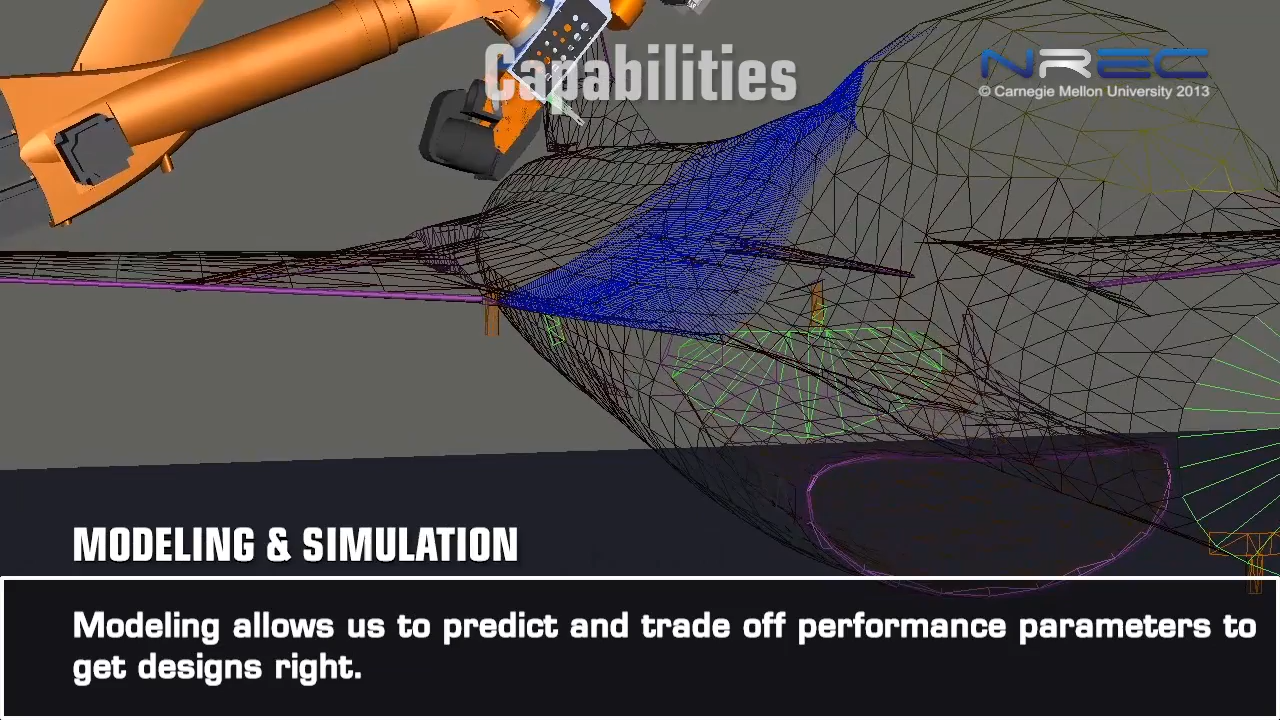 Capabilities
NREC
© Carnegie Mellon University 2013
MODELING & SIMULATION
Modeling allows us to predict and trade off performance parameters to
get designs right.